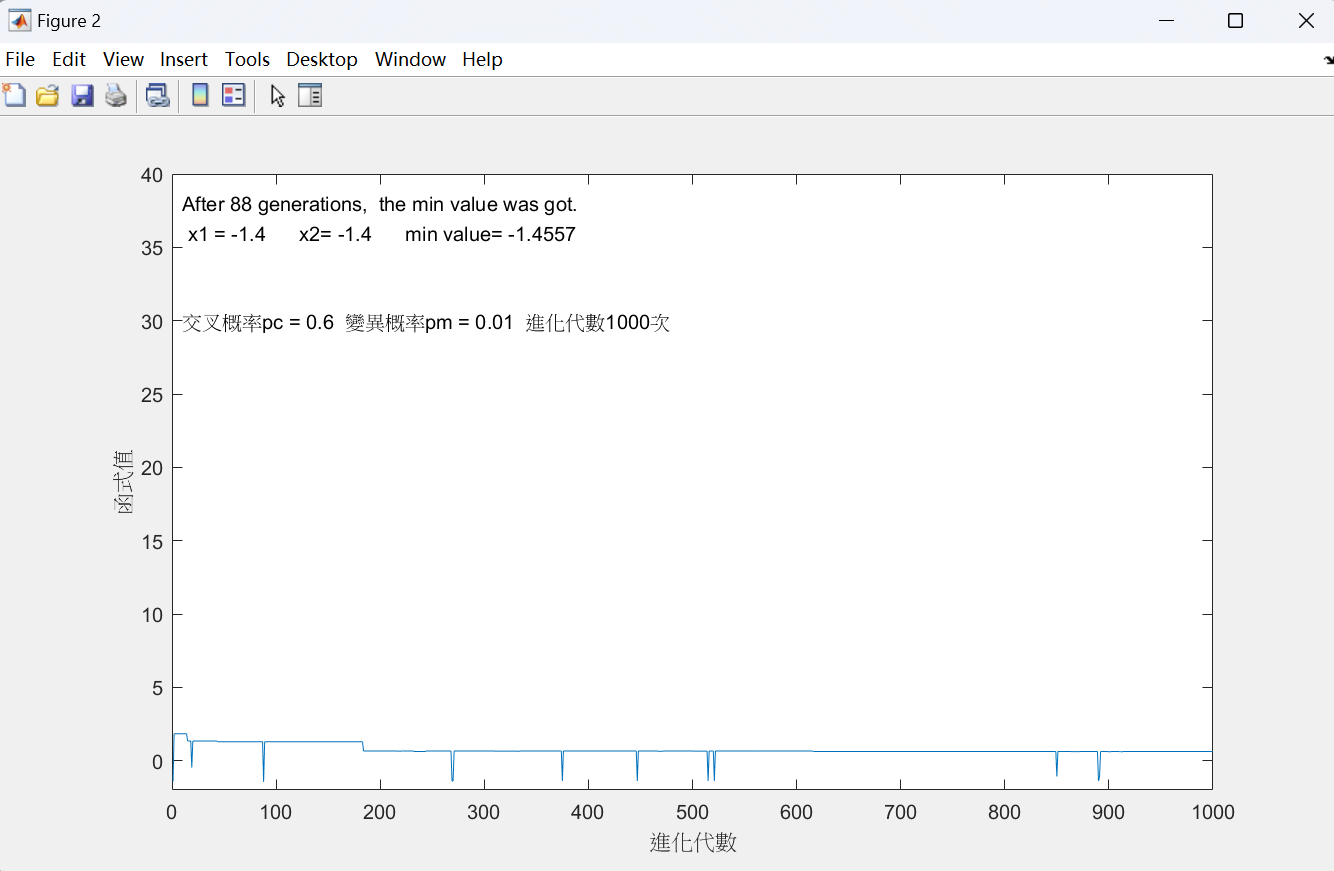 Figure 2
File Edit View Insert Tools Desktop Window Help
After 88 generations, the min value was got.
x1 = -1.4 x2= -1.4 min value= -1.4557
交叉概率pc = 0.6 變異概率pm = 0.01 進化代數1000次
函式值
40
35
30
25
20
15
10
5
0
0 100 200 300 400 500 600 700 800 900 1000
進化代數